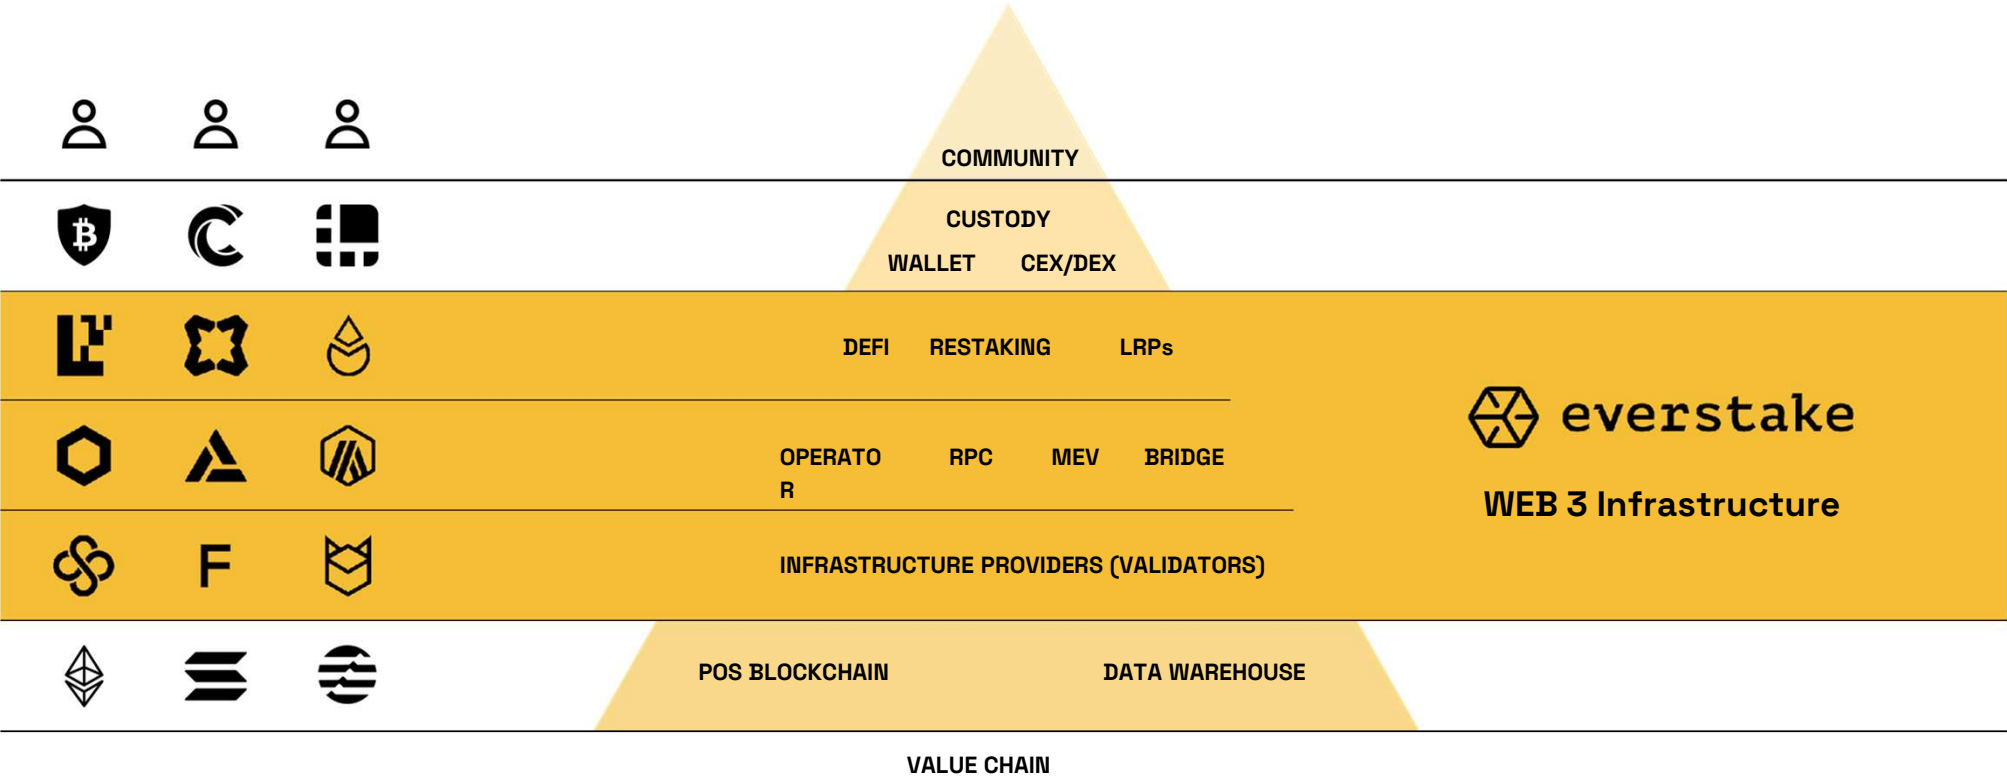 COMMUNITY
CUSTODY
WALLET CEX/DEX
DEFI RESTAKING LRPs
everstake
OPERATO
R
RPC MEV BRIDGE
WEB 3 Infrastructure
F
INFRASTRUCTURE PROVIDERS (VALIDATORS)
POS BLOCKCHAIN DATA WAREHOUSE
VALUE CHAIN